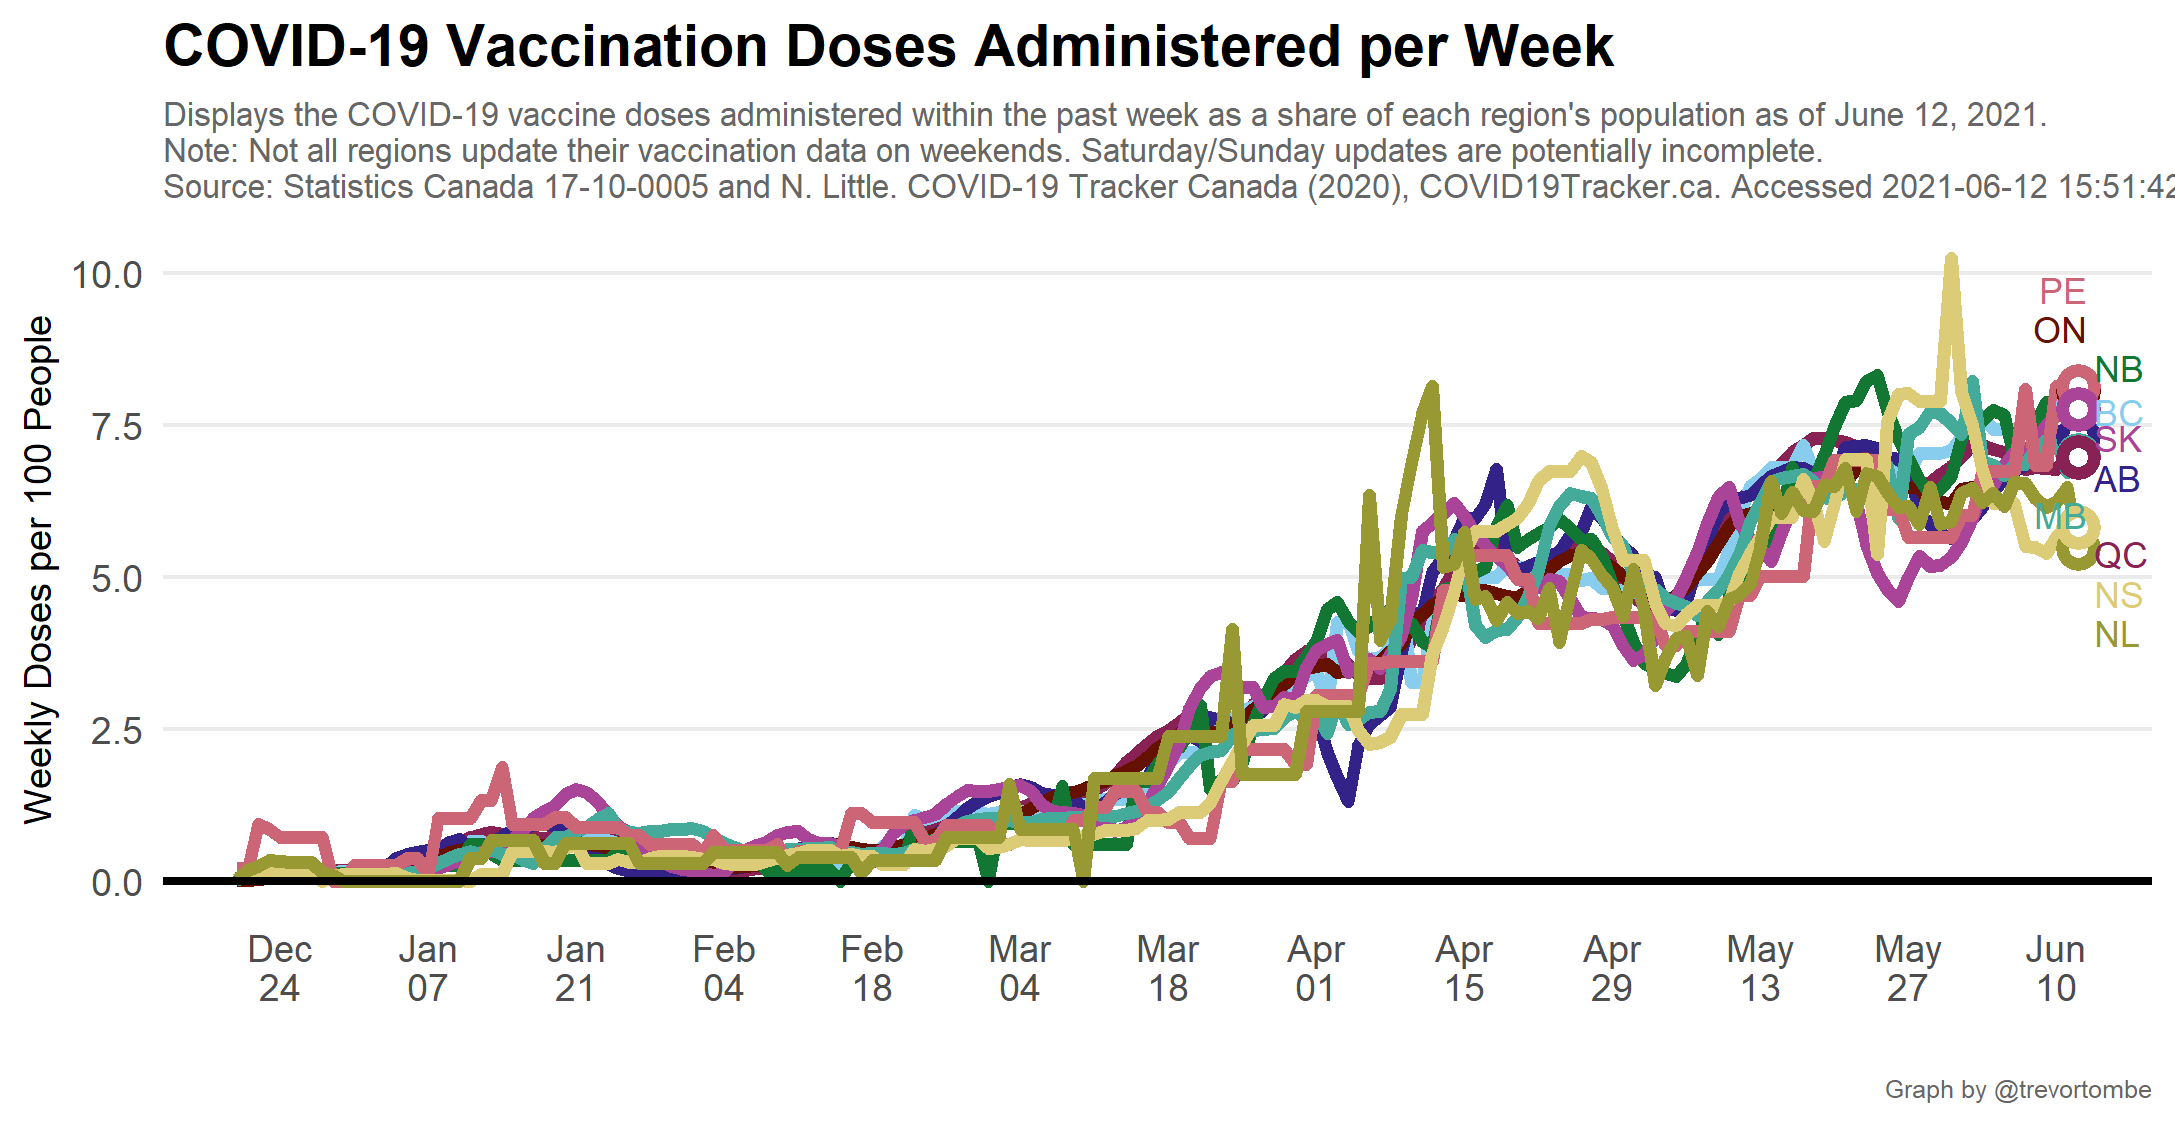 COVID-19 Vaccination Doses Administered per Week
Displays the COVID-19 vaccine doses administered within the past week as a share of each region's population as of June 12, 2021.
Note: Not all regions update their vaccination data on weekends. Saturday/Sunday updates are potentially incomplete.
Source: Statistics Canada 17-10-0005 and N. Little. COVID-19 Tracker Canada (2020), COVID19Tracker.ca. Accessed 2021-06-12 15:51:42
Weekly Doses per 100 People
10.0
7.5
5.0
2.5
0.0
PE
ON
NB
BC
SK
AB
MB
QC
NS
NL
Dec Jan Jan Feb Feb Mar Mar Apr Apr Apr May May Jun
24 07 21 04 18 04 18 01 15 29 13 27 10
Graph by @trevortombe